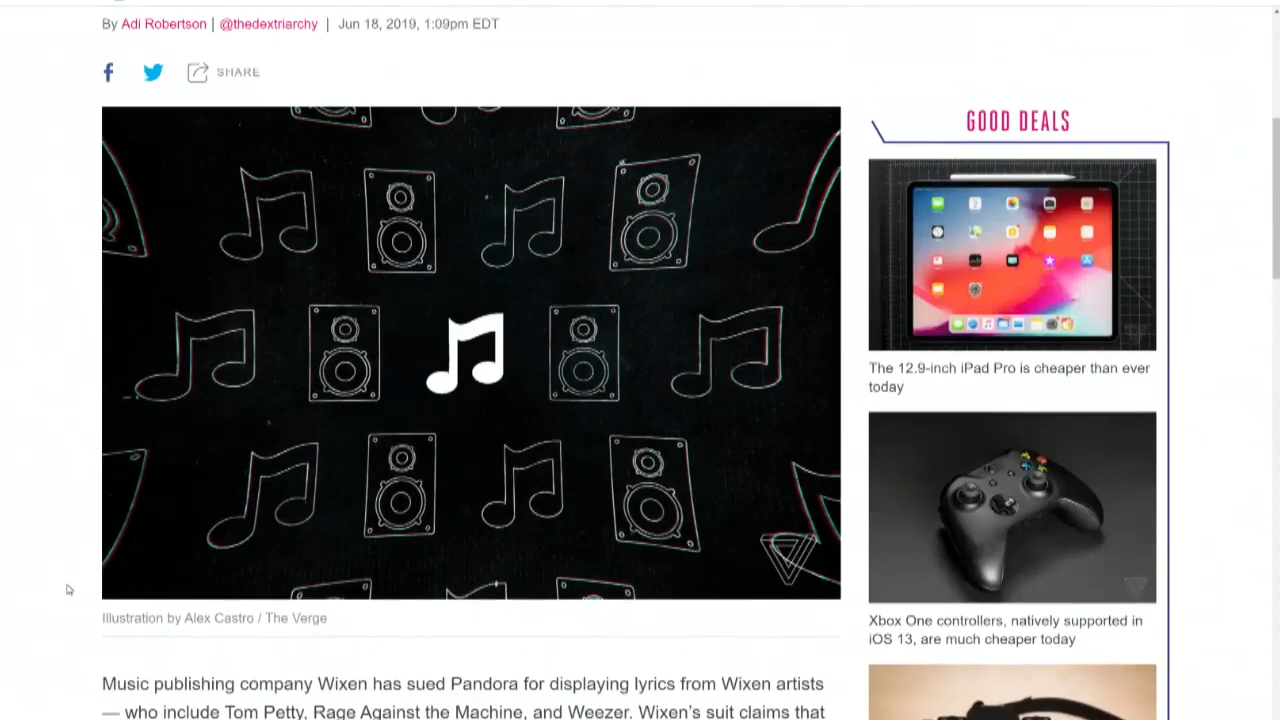 By Adi Robertson | @thedextriarchy | Jun 18, 2019, 1:09pm EDT
SHARE
Illustration by Alex Castro / The Verge
Music publishing company Wixen has sued Pandora for displaying lyrics from Wixen artists
— who include Tom Petty, Rage Against the Machine, and Weezer. Wixen's suit claims that
GOOD DEALS
The 12.9-inch iPad Pro is cheaper than ever
today
Xbox One controllers, natively supported in
iOS 13, are much cheaper today